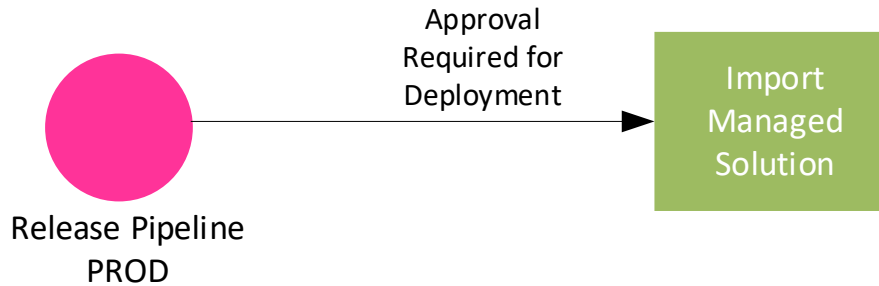 Approval
Required for
Deployment
Import
Managed
Solution
Release Pipeline
PROD